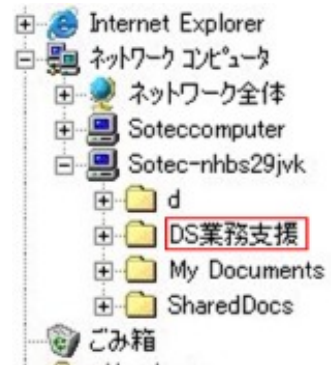 Internet Explorer
ネットワーク コンピュータ
ネットワーク全体
Soteccomputer
Sotec-nhbs29jvk
d
DS業務支援
My Documents
SharedDocs
ごみ箱